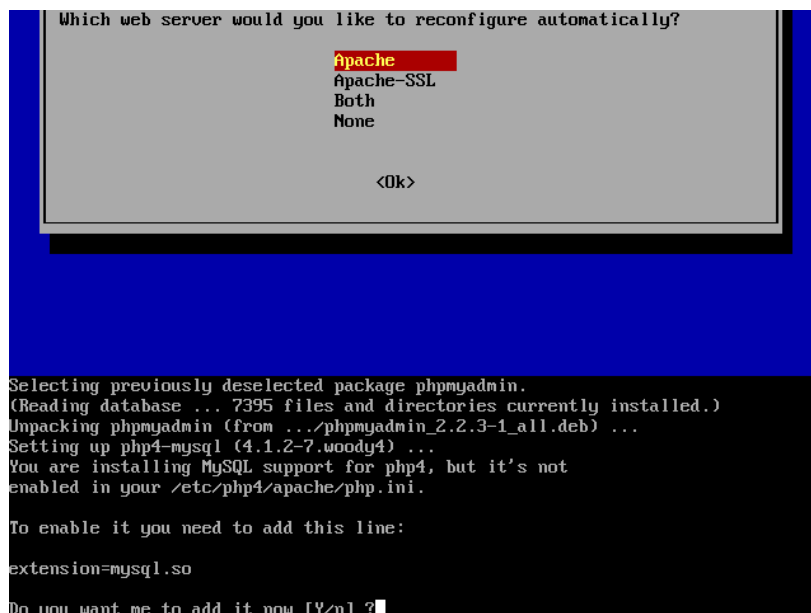 Which web server would you like to reconfigure automatically?
Apache
Apache-SSL
Both
None
<Ok>
Selecting previously deselected package phpmyadmin.
(Reading database ... 7395 files and directories currently installed.)
Unpacking phpmyadmin (from .../phpmyadmin_2.2.3-1_all.deb) ...
Setting up php4-mysql (4.1.2-7.woody4) ...
You are installing MySQL support for php4, but it's not
enabled in your /etc/php4/apache/php.ini.
To enable it you need to add this line:
extension=mysql.so
Do you want me to add it now [Y/n] ?